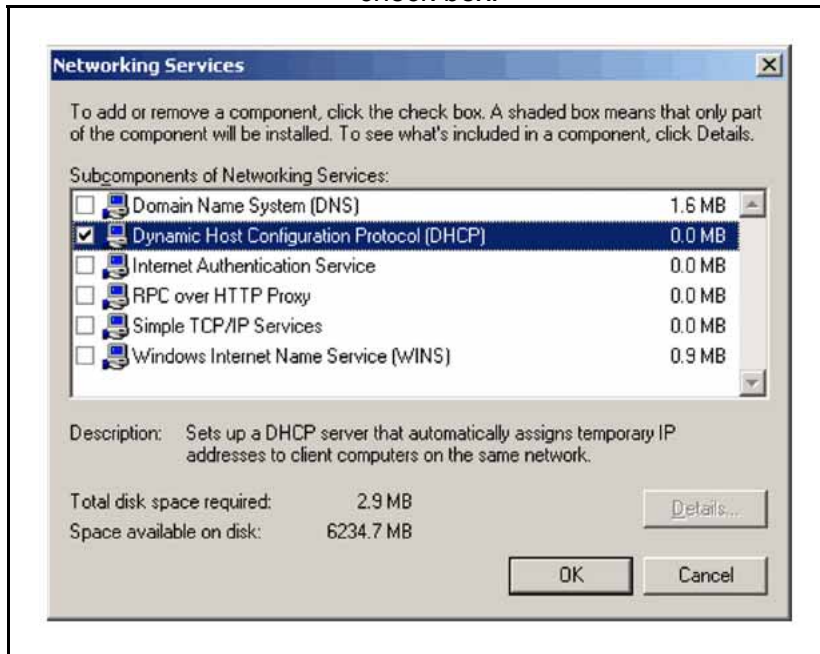 check box.
Networking Services
To add or remove a component, click the check box. A shaded box means that only part
of the component will be installed. To see what's included in a component, click Details.
Subcomponents of Networking Services:
Domain Name System (DNS) 1.6 MB
Dynamic Host Configuration Protocol (DHCP) 0.0 MB
Internet Authentication Service 0.0 MB
RPC over HTTP Proxy 0.0 MB
Simple TCP/IP Services 0.0 MB
Windows Internet Name Service (WINS) 0.9 MB
Description: Sets up a DHCP server that automatically assigns temporary IP
addresses to client computers on the same network.
Total disk space required: 2.9 MB
Space available on disk: 6234.7 MB
Details...
OK Cancel